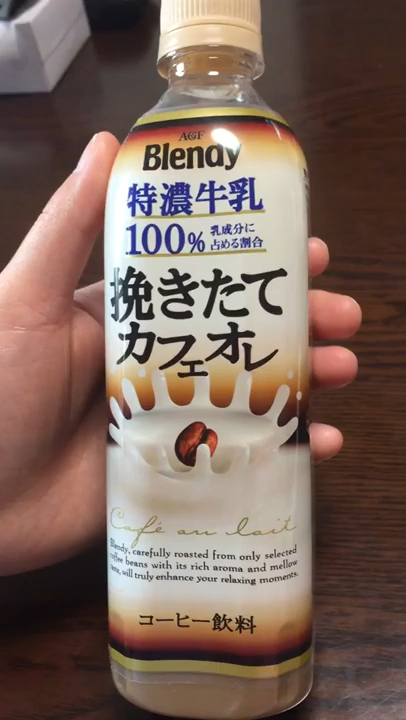 AGF
Blendy
特濃牛乳
100% 乳成分に
占める割合
挽きたて
カフェオレ
Café au lait
Blendy, carefully roasted from only selected
coffee beans with its rich aroma and mellow
taste, will truly enhance your relaxing moments.
コーヒー飲料